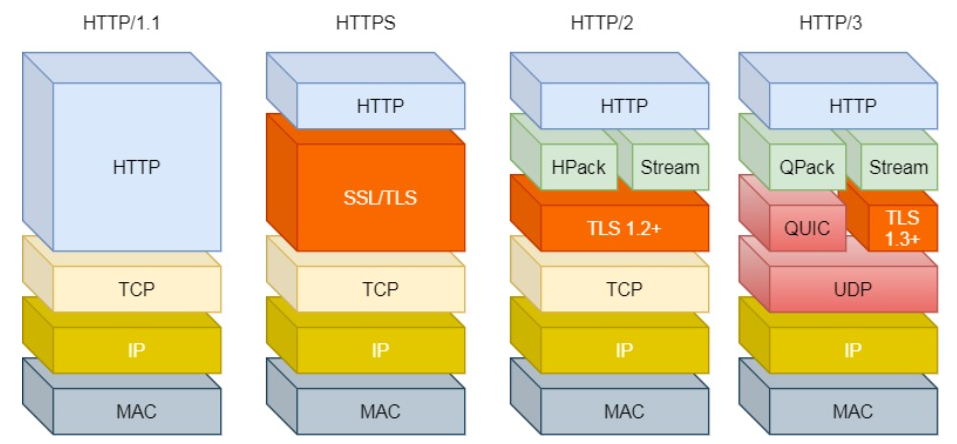 HTTP/1.1
HTTPS
HTTP/2
HTTP/3
HTTP
HTTP
HTTP
HTTP
HPack
Stream
QPack
Stream
SSL/TLS
TLS 1.2+
QUIC
TLS
1.3+
TCP
TCP
TCP
UDP
IP
IP
IP
IP
MAC
MAC
MAC
MAC